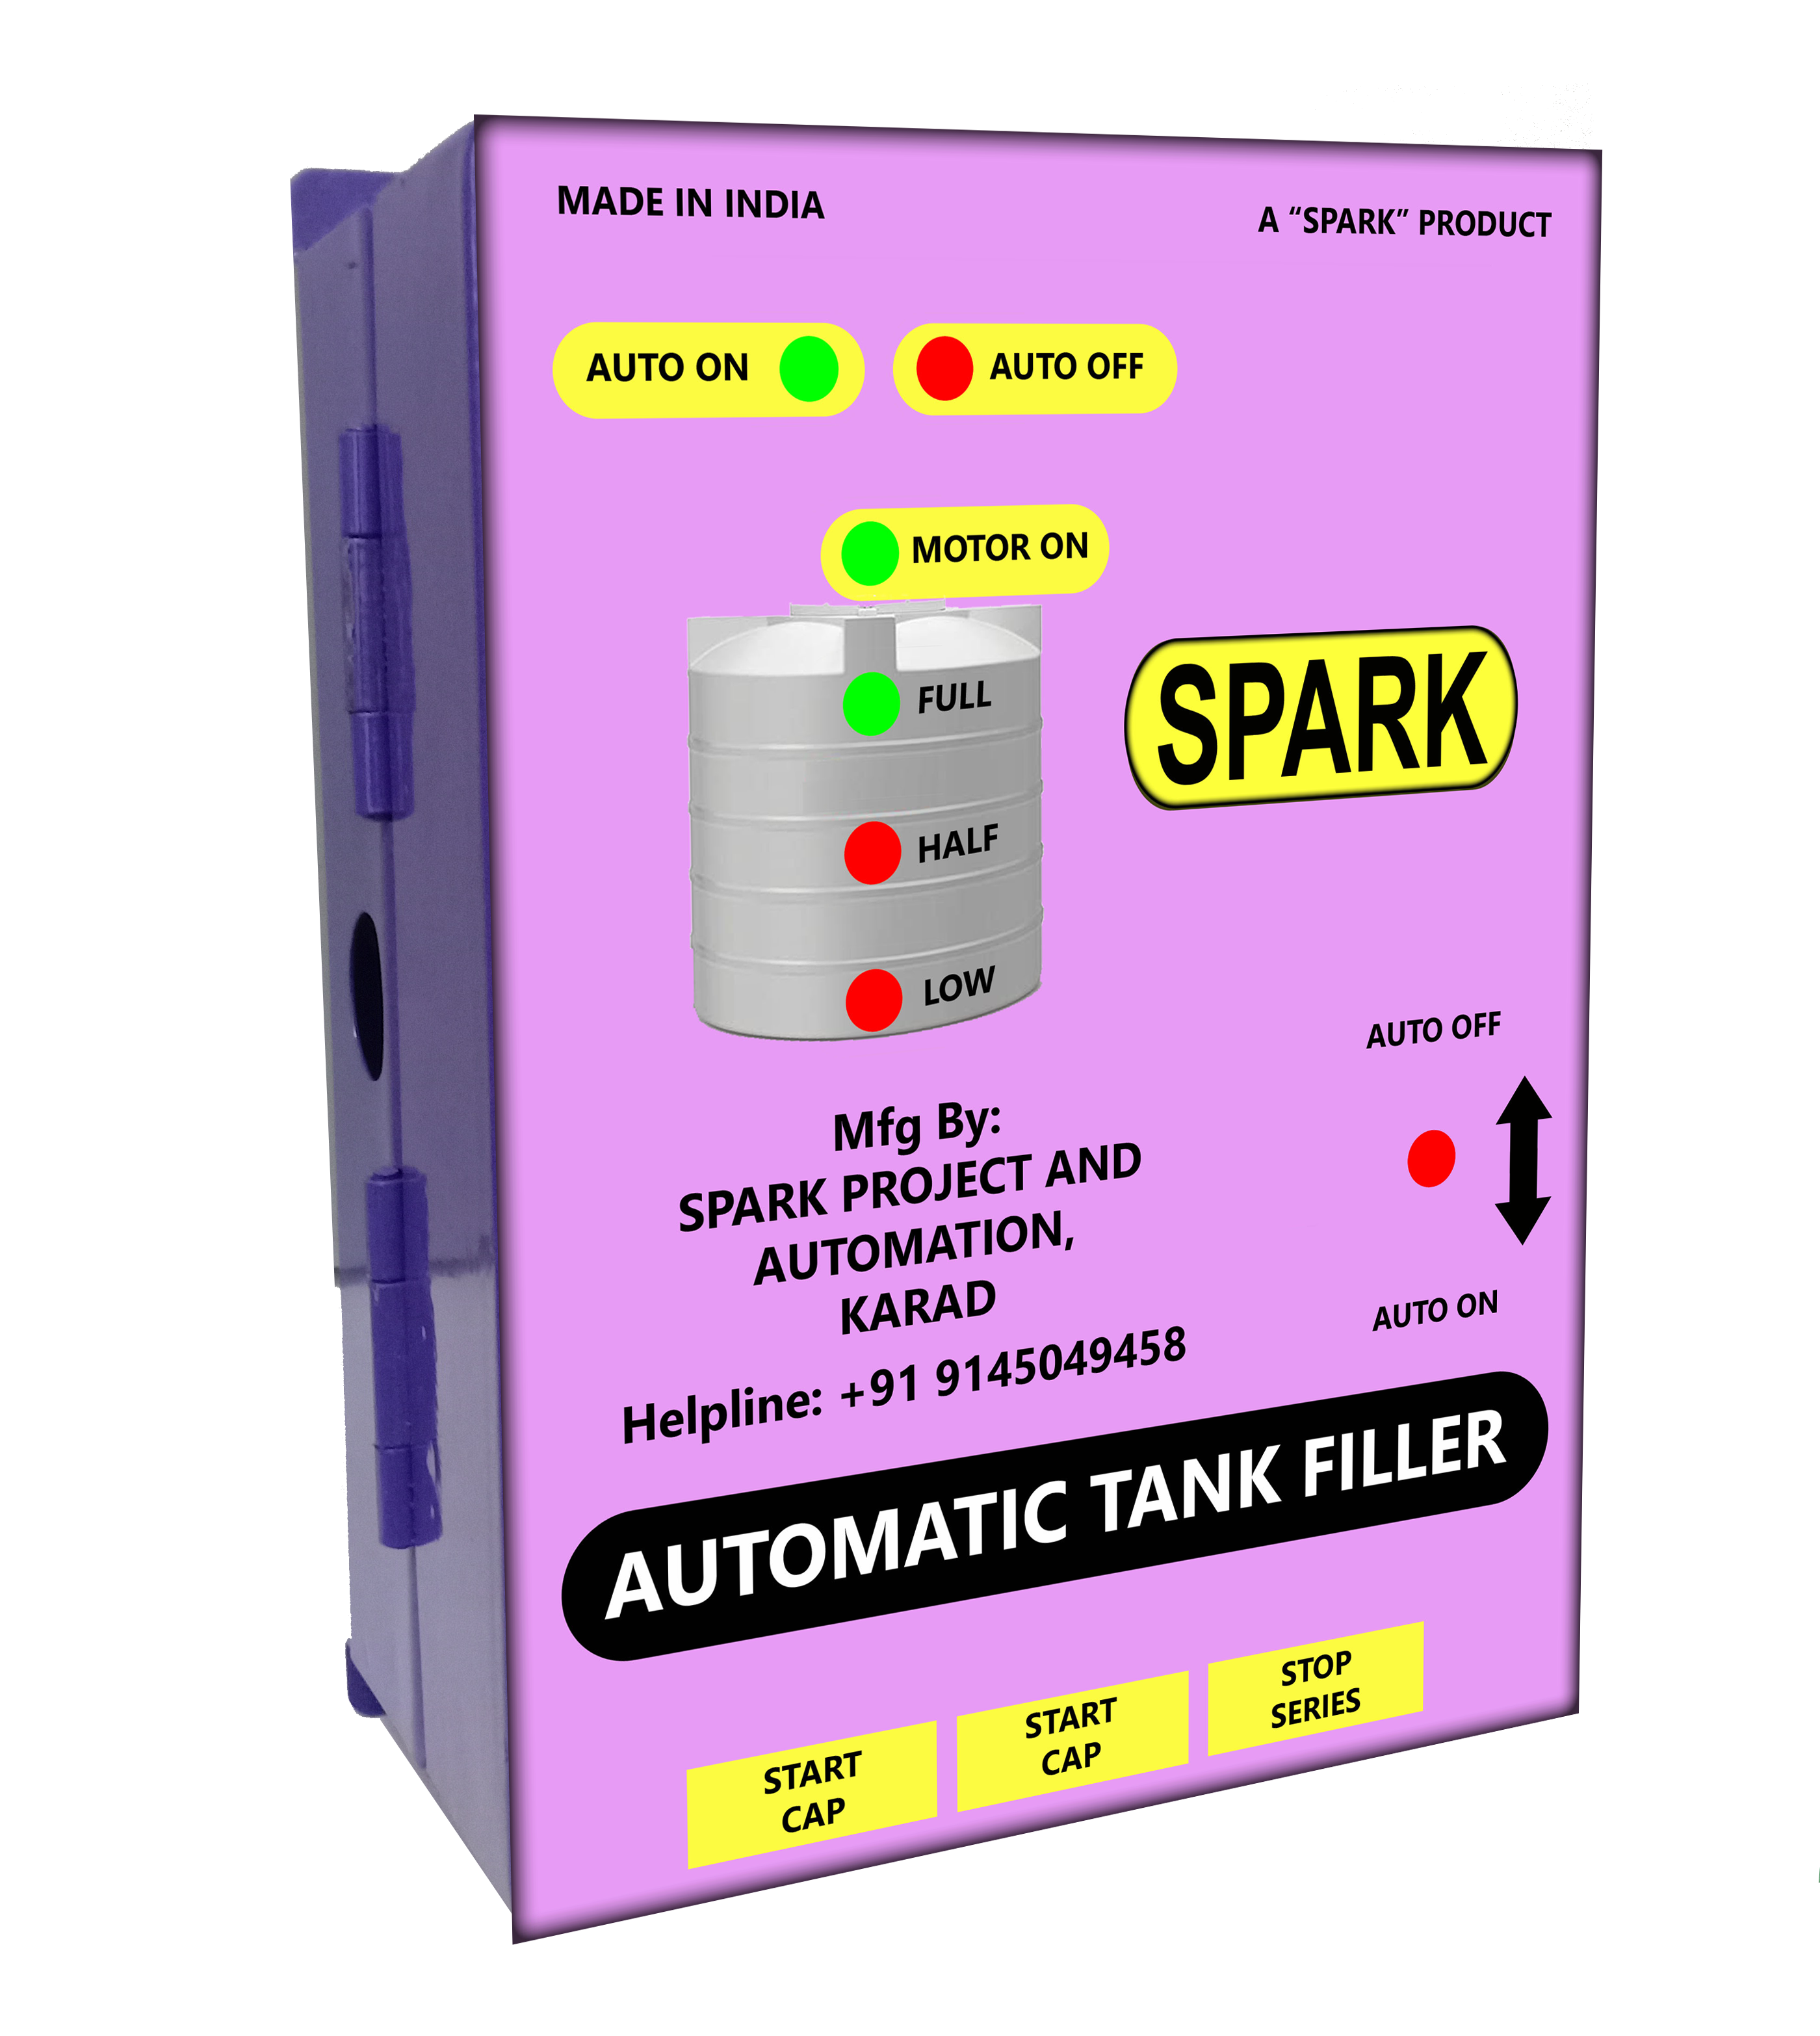 MADE IN INDIA
A “SPARK” PRODUCT
AUTO ON
AUTO OFF
MOTOR ON
FULL
SPARK
HALF
LOW
AUTO OFF
Mfg By:
SPARK PROJECT AND
AUTOMATION,
KARAD
AUTO ON
Helpline: +91 9145049458
AUTOMATIC TANK FILLER
START
CAP
START
CAP
STOP
SERIES